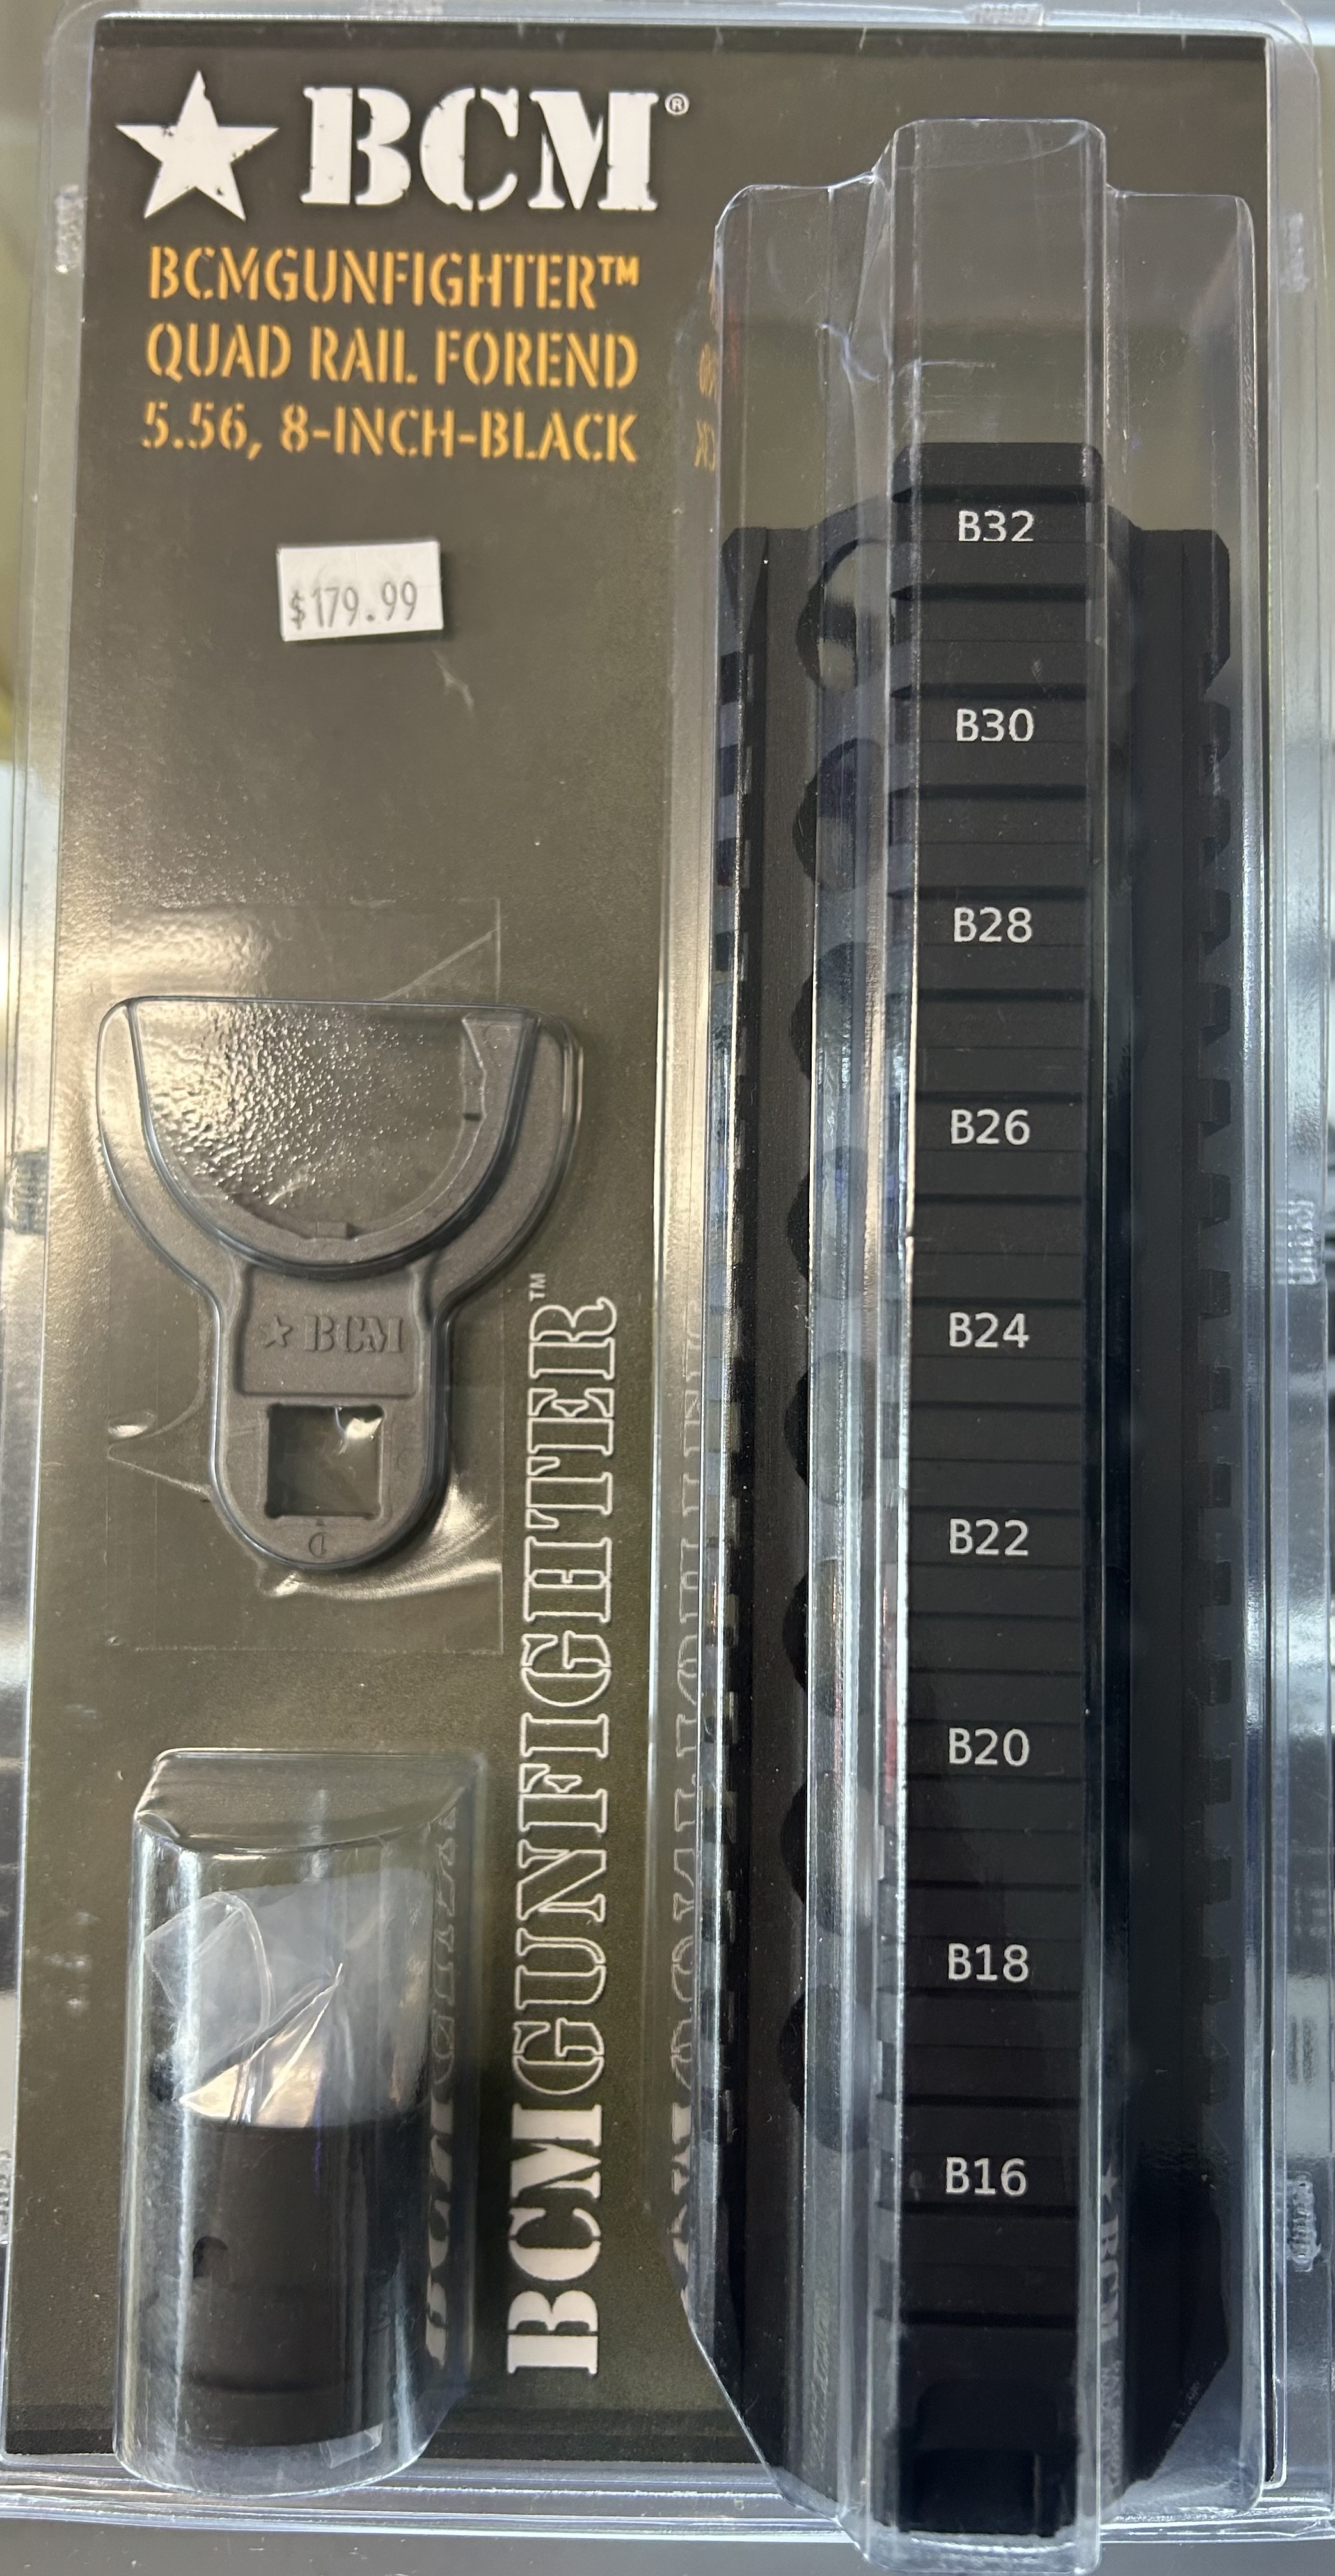 BCM®
BCMGUNFIGHTER™
QUAD RAIL FOREND
5.56, 8-INCH-BLACK
$179.99
B32
B30
B28
B26
B24
B22
B20
B18
B16
BCM
D
BCMGUNFIGHTER™
BCM